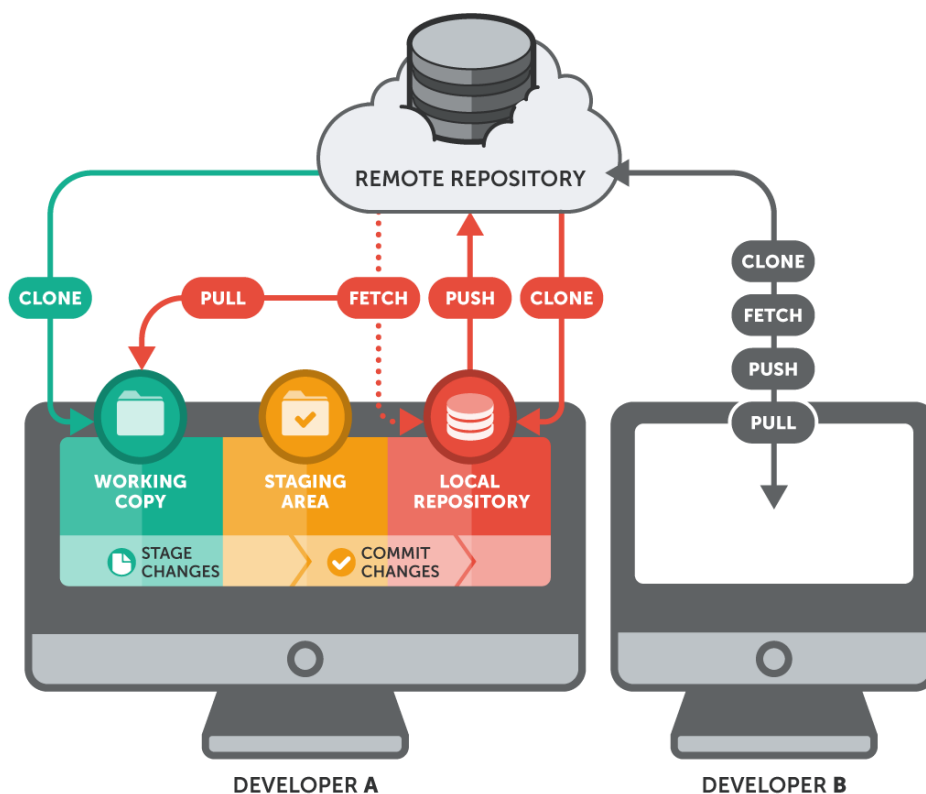 REMOTE REPOSITORY
CLONE
PULL
FETCH
PUSH
CLONE
CLONE
FETCH
PUSH
PULL
WORKING
COPY
STAGING
AREA
LOCAL
REPOSITORY
STAGE
CHANGES
COMMIT
CHANGES
DEVELOPER A
DEVELOPER B